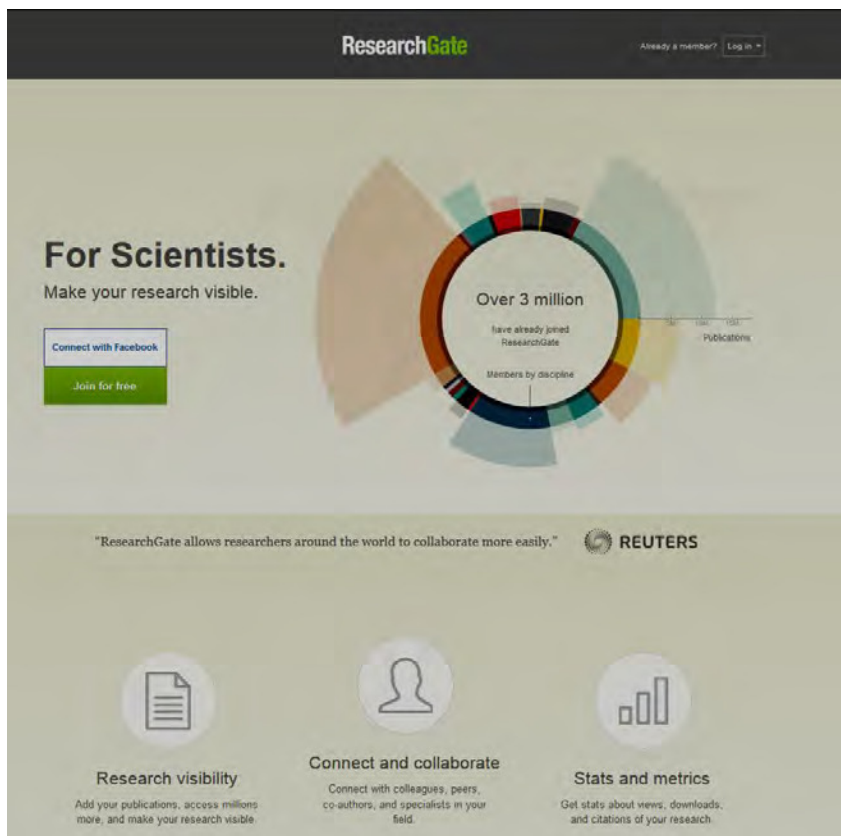 ResearchGate
Already a member? Log in
For Scientists.
Make your research visible.
Connect with Facebook
Join for free
Over 3 million
have already joined
ResearchGate
Members by discipline
5M 10M 15M
Publications
"ResearchGate allows researchers around the world to collaborate more easily."
REUTERS
Research visibility
Add your publications, access millions
more, and make your research visible.
Connect and collaborate
Connect with colleagues, peers,
co-authors, and specialists in your
field.
Stats and metrics
Get stats about views, downloads,
and citations of your research.